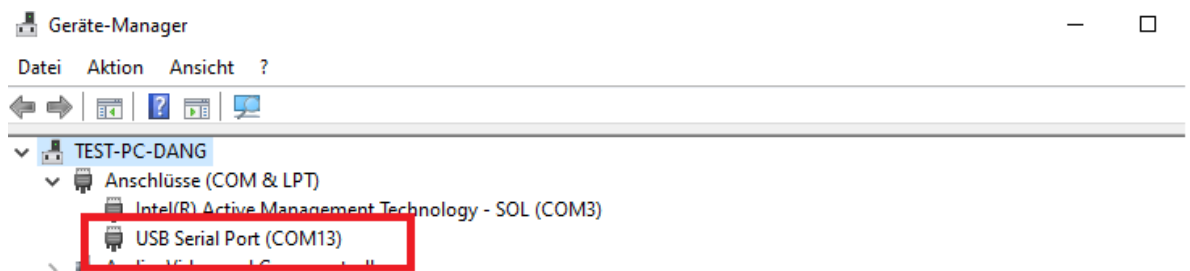 Geräte-Manager
Datei Aktion Ansicht ?
TEST-PC-DANG
Anschlüsse (COM & LPT)
Intel(R) Active Management Technology - SOL (COM3)
USB Serial Port (COM13)